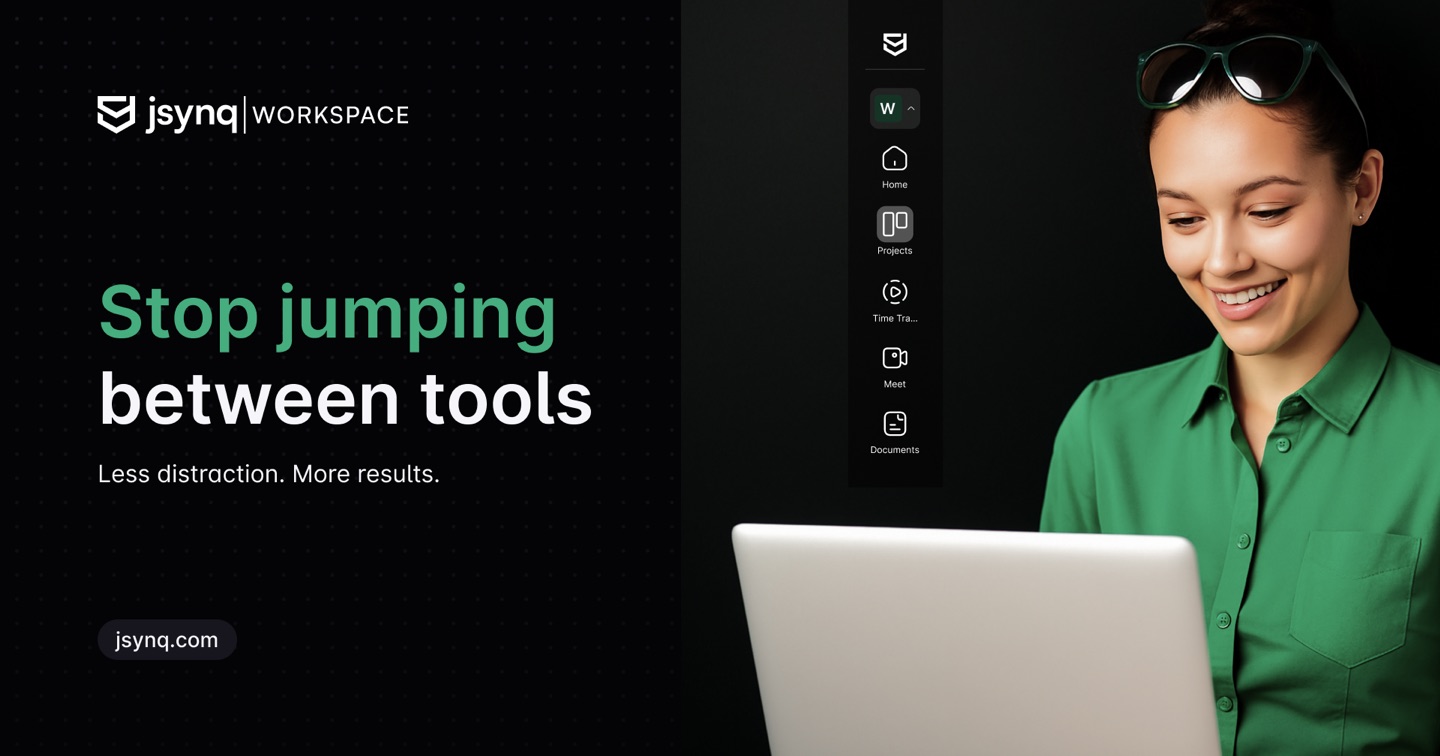 jsynq|WORKSPACE
Stop jumping
between tools
Less distraction. More results.
jsynq.com
W
Home
Projects
Time Tra...
Meet
Documents